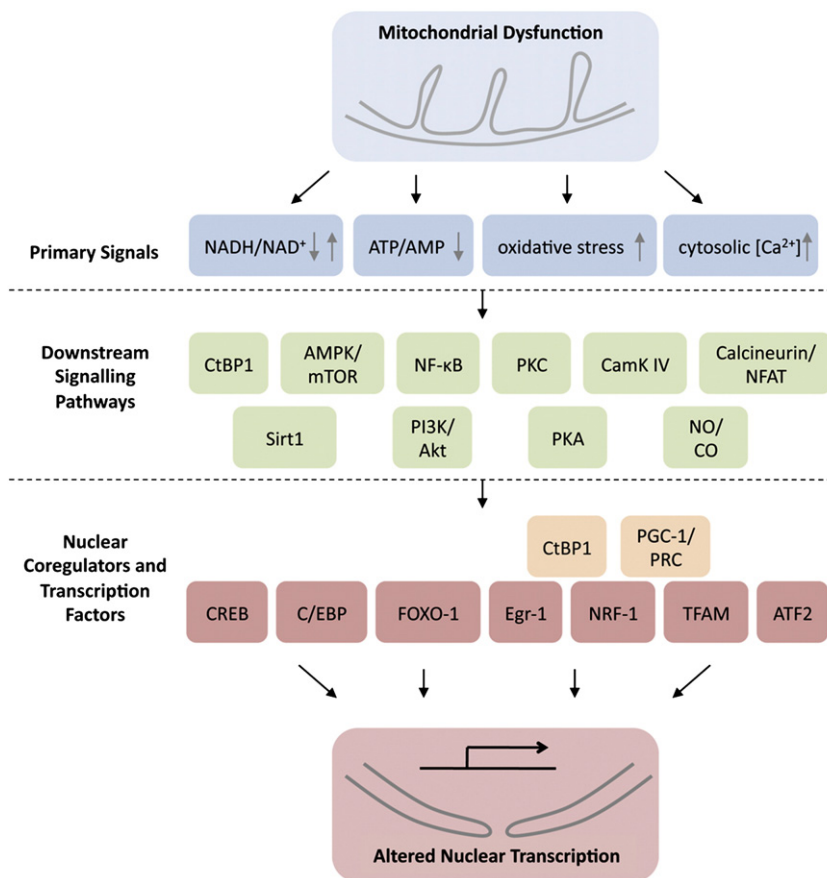 Mitochondrial Dysfunction
Primary Signals
NADH/NAD⁺ ↓ ↑
ATP/AMP ↓
oxidative stress ↑
cytosolic [Ca²⁺] ↑
Downstream
Signalling
Pathways
CtBP1
AMPK/
mTOR
NF-κB
PKC
CamK IV
Calcineurin/
NFAT
Sirt1
PI3K/
Akt
PKA
NO/
CO
Nuclear
Coregulators and
Transcription
Factors
CtBP1
PGC-1/
PRC
CREB
C/EBP
FOXO-1
Egr-1
NRF-1
TFAM
ATF2
Altered Nuclear Transcription